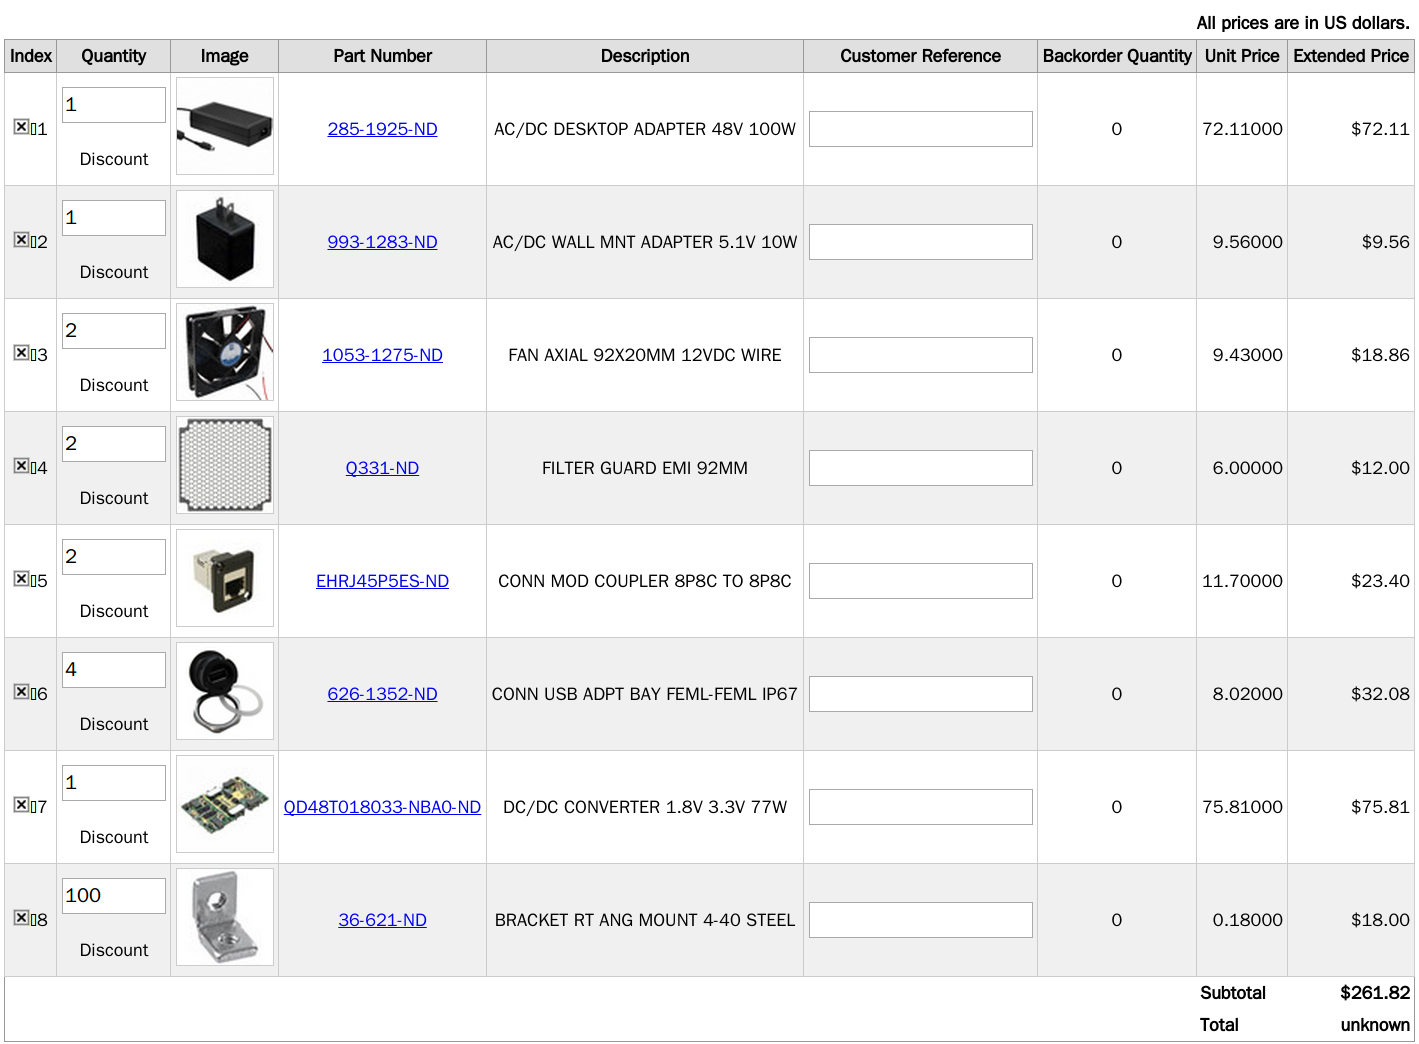 All prices are in US dollars.
Index Quantity Image Part Number Description Customer Reference Backorder Quantity Unit Price Extended Price
1 1 Discount 285-1925-ND AC/DC DESKTOP ADAPTER 48V 100W 0 72.11000 $72.11
2 1 Discount 993-1283-ND AC/DC WALL MNT ADAPTER 5.1V 10W 0 9.56000 $9.56
3 2 Discount 1053-1275-ND FAN AXIAL 92X20MM 12VDC WIRE 0 9.43000 $18.86
4 2 Discount Q331-ND FILTER GUARD EMI 92MM 0 6.00000 $12.00
5 2 Discount EHRJ45P5ES-ND CONN MOD COUPLER 8P8C TO 8P8C 0 11.70000 $23.40
6 4 Discount 626-1352-ND CONN USB ADPT BAY FEML-FEML IP67 0 8.02000 $32.08
7 1 Discount QD48T018033-NBA0-ND DC/DC CONVERTER 1.8V 3.3V 77W 0 75.81000 $75.81
8 100 Discount 36-621-ND BRACKET RT ANG MOUNT 4-40 STEEL 0 0.18000 $18.00
Subtotal $261.82
Total unknown